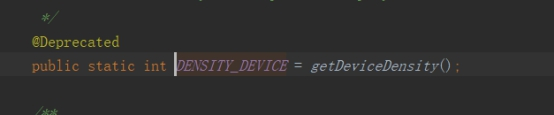 */
@Deprecated
public static int DENSITY_DEVICE = getDeviceDensity();
/**